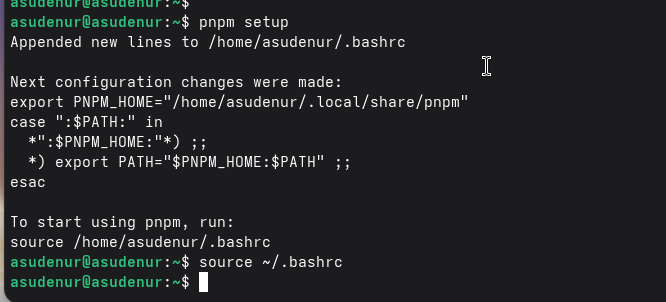 asudenur@asudenur:~$
asudenur@asudenur:~$ pnpm setup
Appended new lines to /home/asudenur/.bashrc
Next configuration changes were made:
export PNPM_HOME="/home/asudenur/.local/share/pnpm"
case ":$PATH:" in
  *":$PNPM_HOME:"*) ;;
  *) export PATH="$PNPM_HOME:$PATH" ;;
esac
To start using pnpm, run:
source /home/asudenur/.bashrc
asudenur@asudenur:~$ source ~/.bashrc
asudenur@asudenur:~$